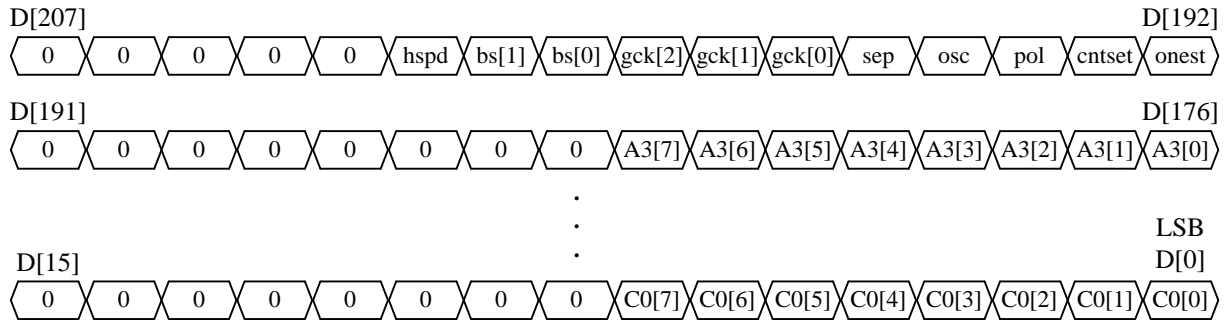 D[207] D[192]
0 0 0 0 0 hspd bs[1] bs[0] gck[2] gck[1] gck[0] sep osc pol cntset onest
D[191] D[176]
0 0 0 0 0 0 0 0 A3[7] A3[6] A3[5] A3[4] A3[3] A3[2] A3[1] A3[0]
LSB
D[15] D[0]
0 0 0 0 0 0 0 0 C0[7] C0[6] C0[5] C0[4] C0[3] C0[2] C0[1] C0[0]